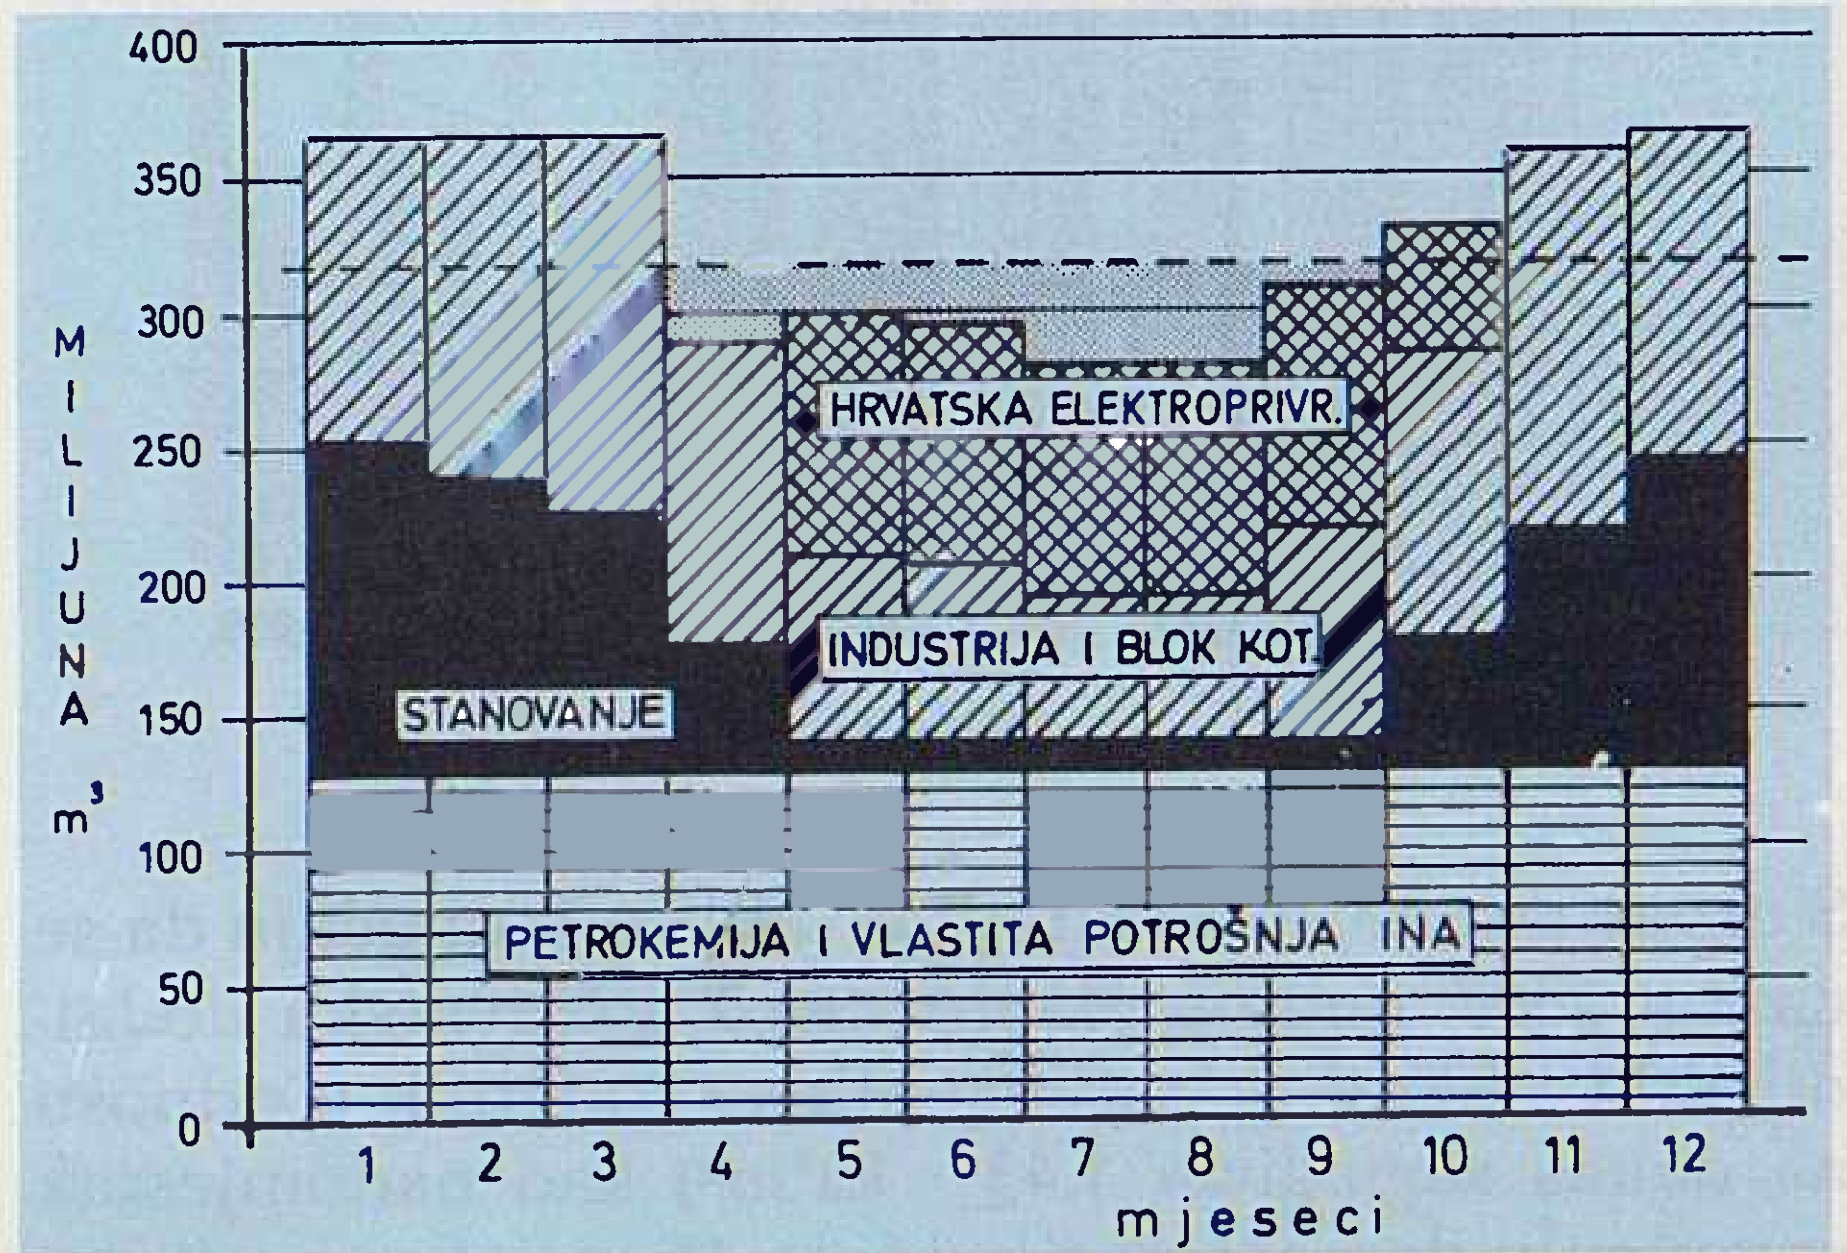 400
350
300
250
200
150
100
50
0
MILIJUNA m³
HRVATSKA ELEKTROPRIVR.
INDUSTRIJA I BLOK KOT.
STANOVANJE
PETROKEMIJA I VLASTITA POTROŠNJA INA
1 2 3 4 5 6 7 8 9 10 11 12
mjeseci